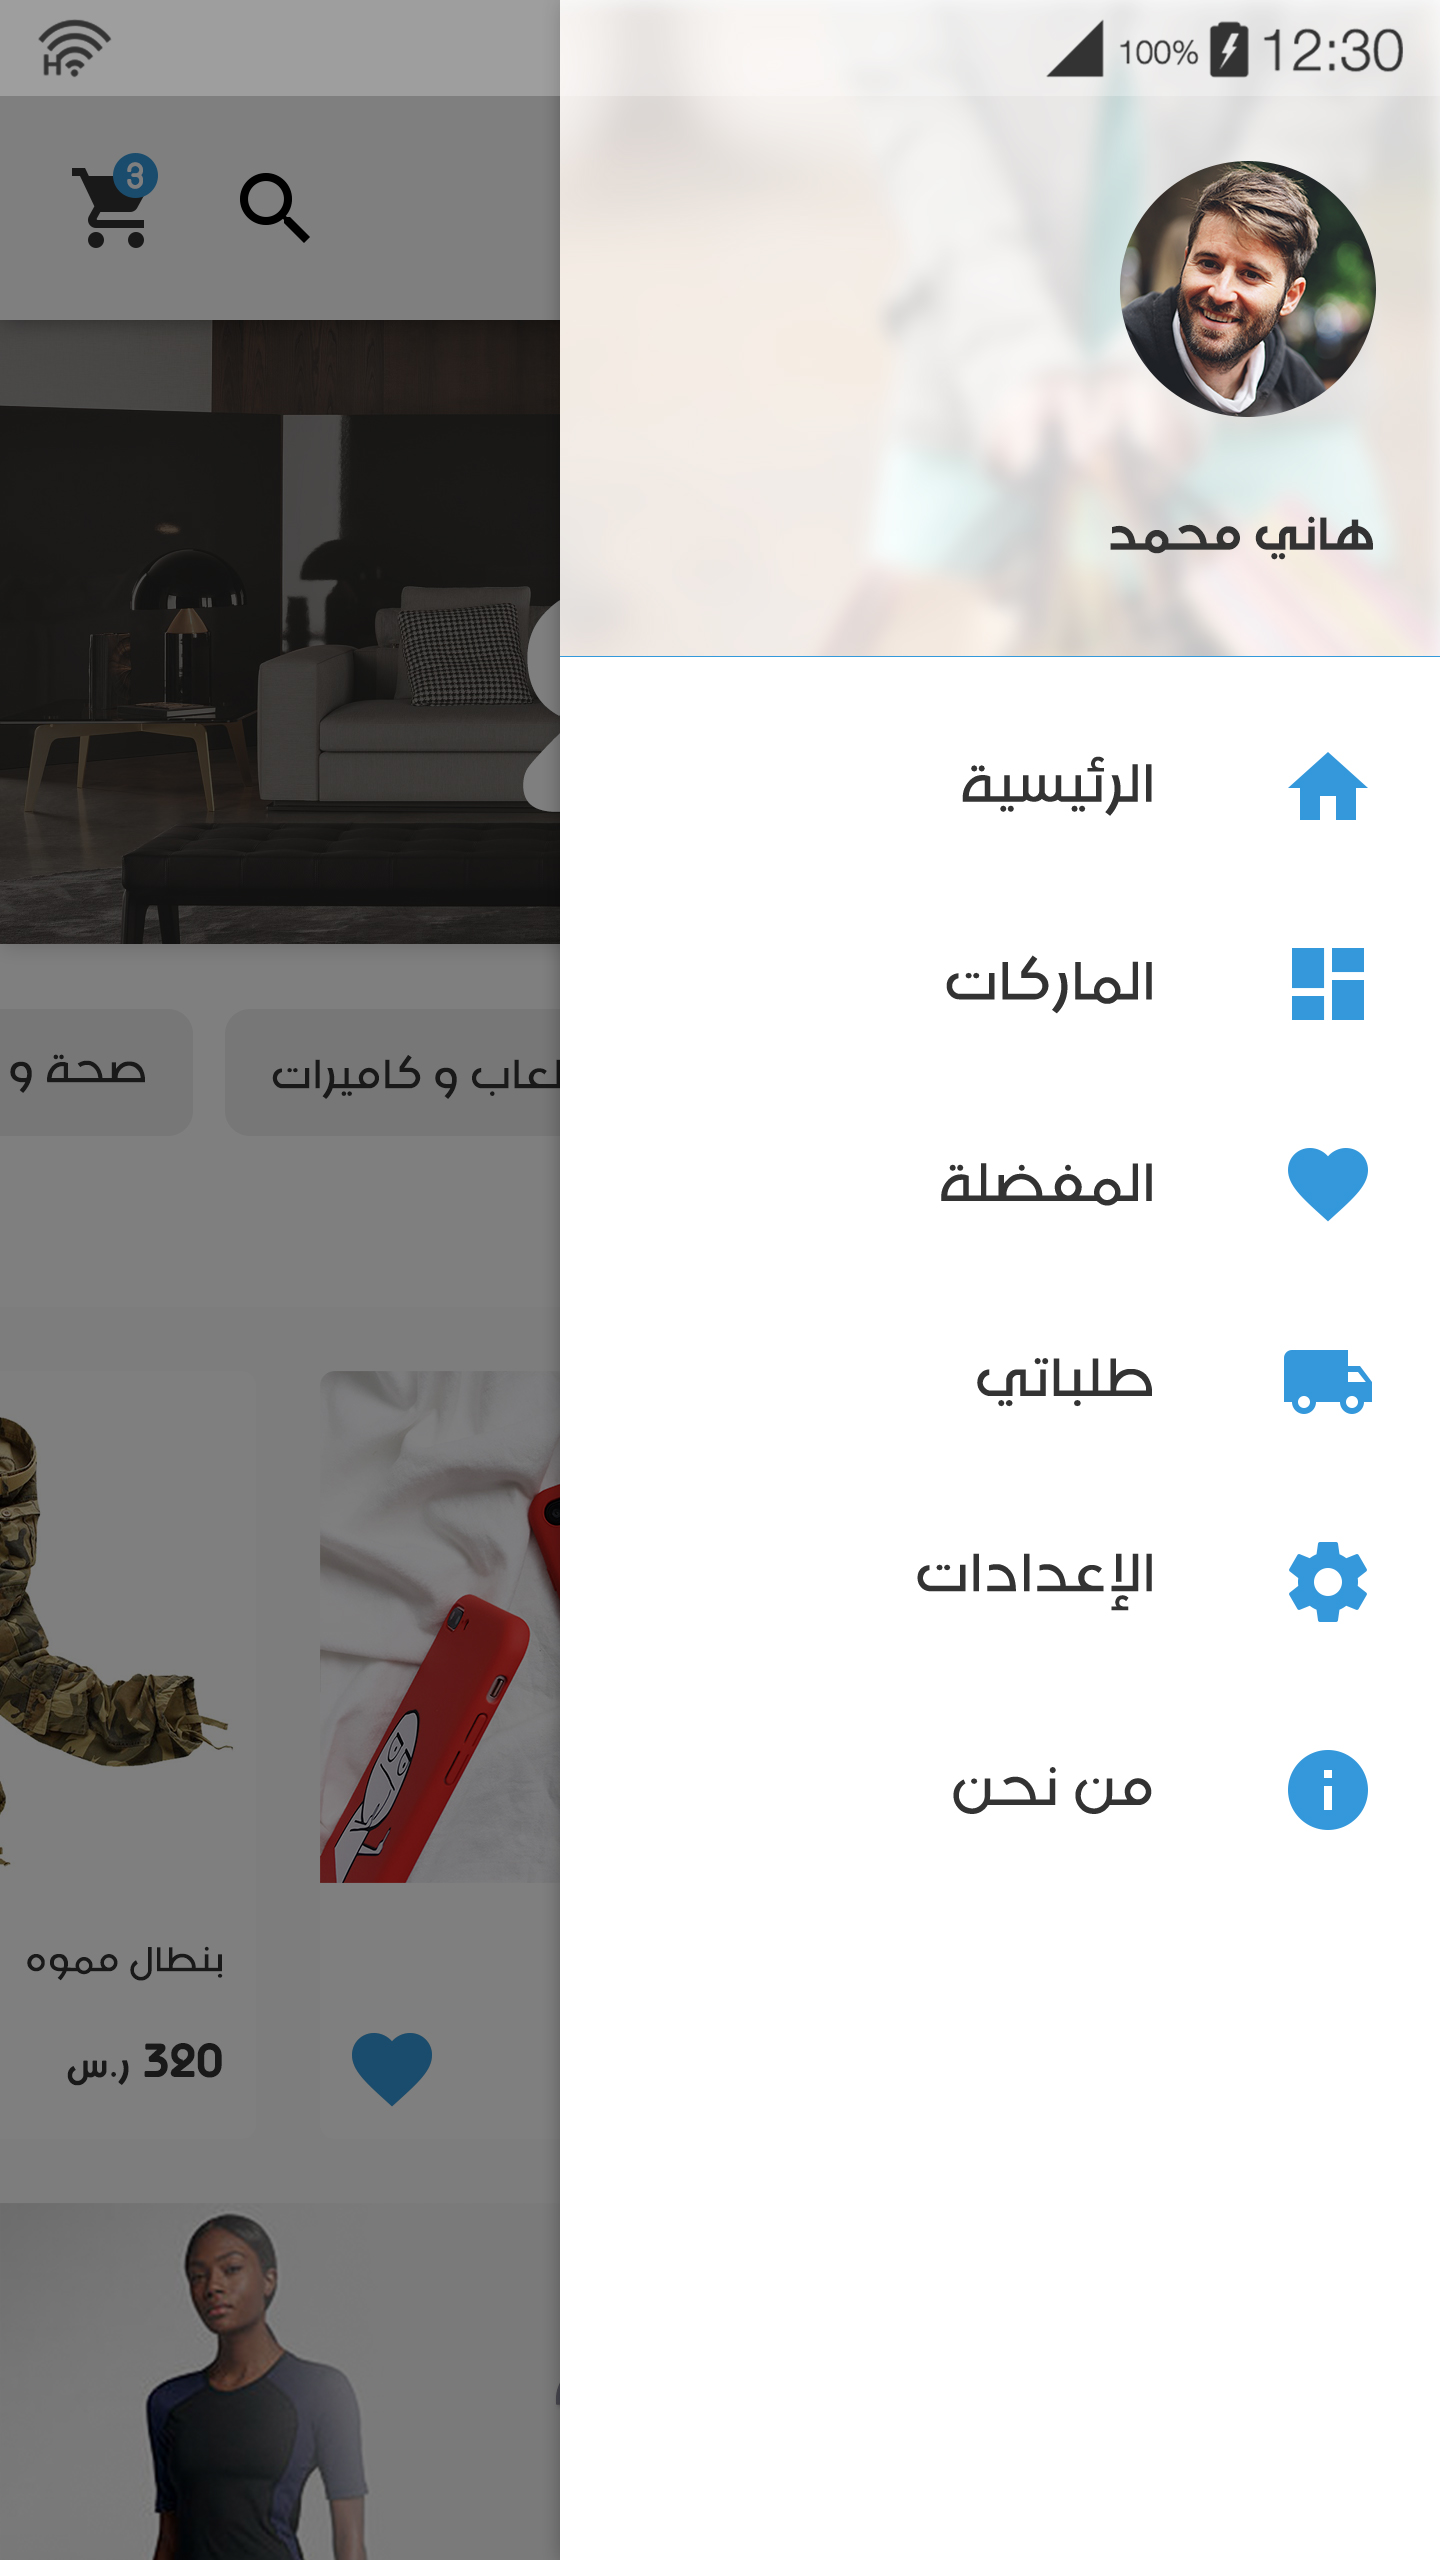 12:30
100%
H
3
هاني محمد
الرئيسية
الماركات
المفضلة
طلباتي
الإعدادات
من نحن
لعاب و كاميرات
صحة و
بنطال مموه
320 ر.س